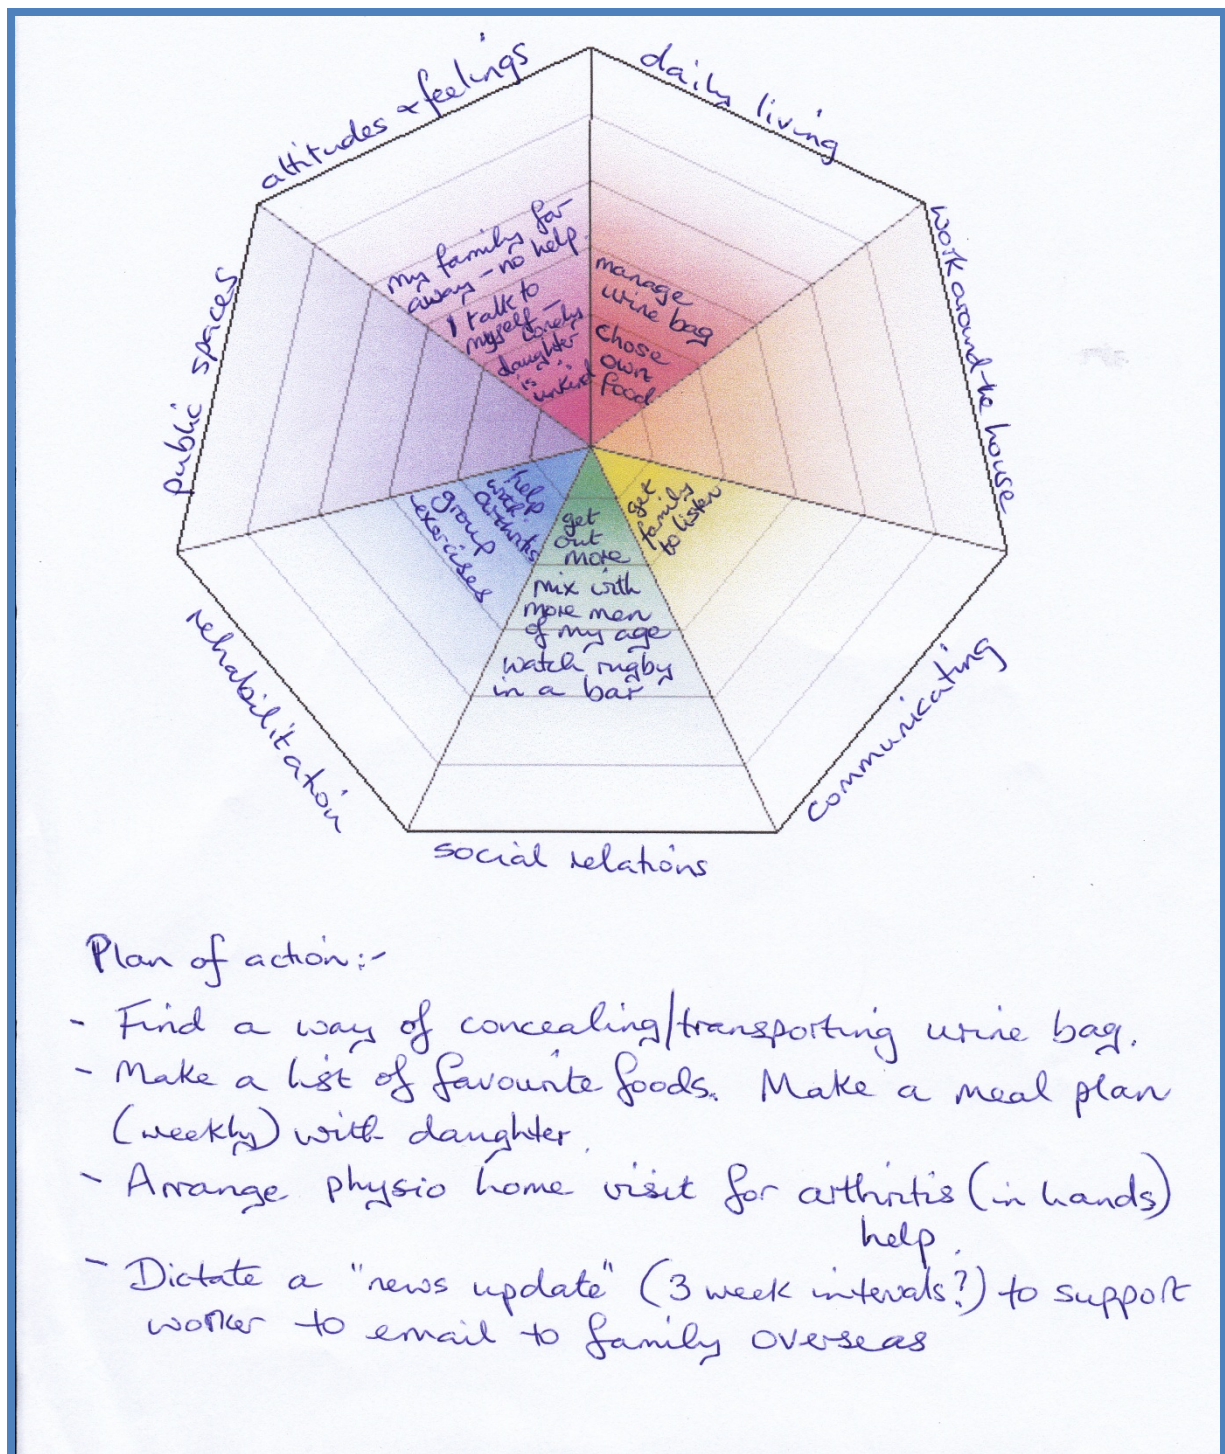 attitudes & feelings
daily living
work around the house
communicating
social relations
rehabilitation
public spaces
my family far
away – no help
I talk to
myself –
Lonely
daughter
is unkind
manage
urine bag
chose
own
food
get
family
to listen
get
out
more
mix with
more men
of my age
watch rugby
in a bar
help
with
arthritis
group
exercises
Plan of action:-
- Find a way of concealing/transporting urine bag.
- Make a list of favourite foods. Make a meal plan
(weekly) with daughter.
- Arrange physio home visit for arthritis (in hands)
help.
- Dictate a "news update" (3 week intervals?) to support
worker to email to family overseas